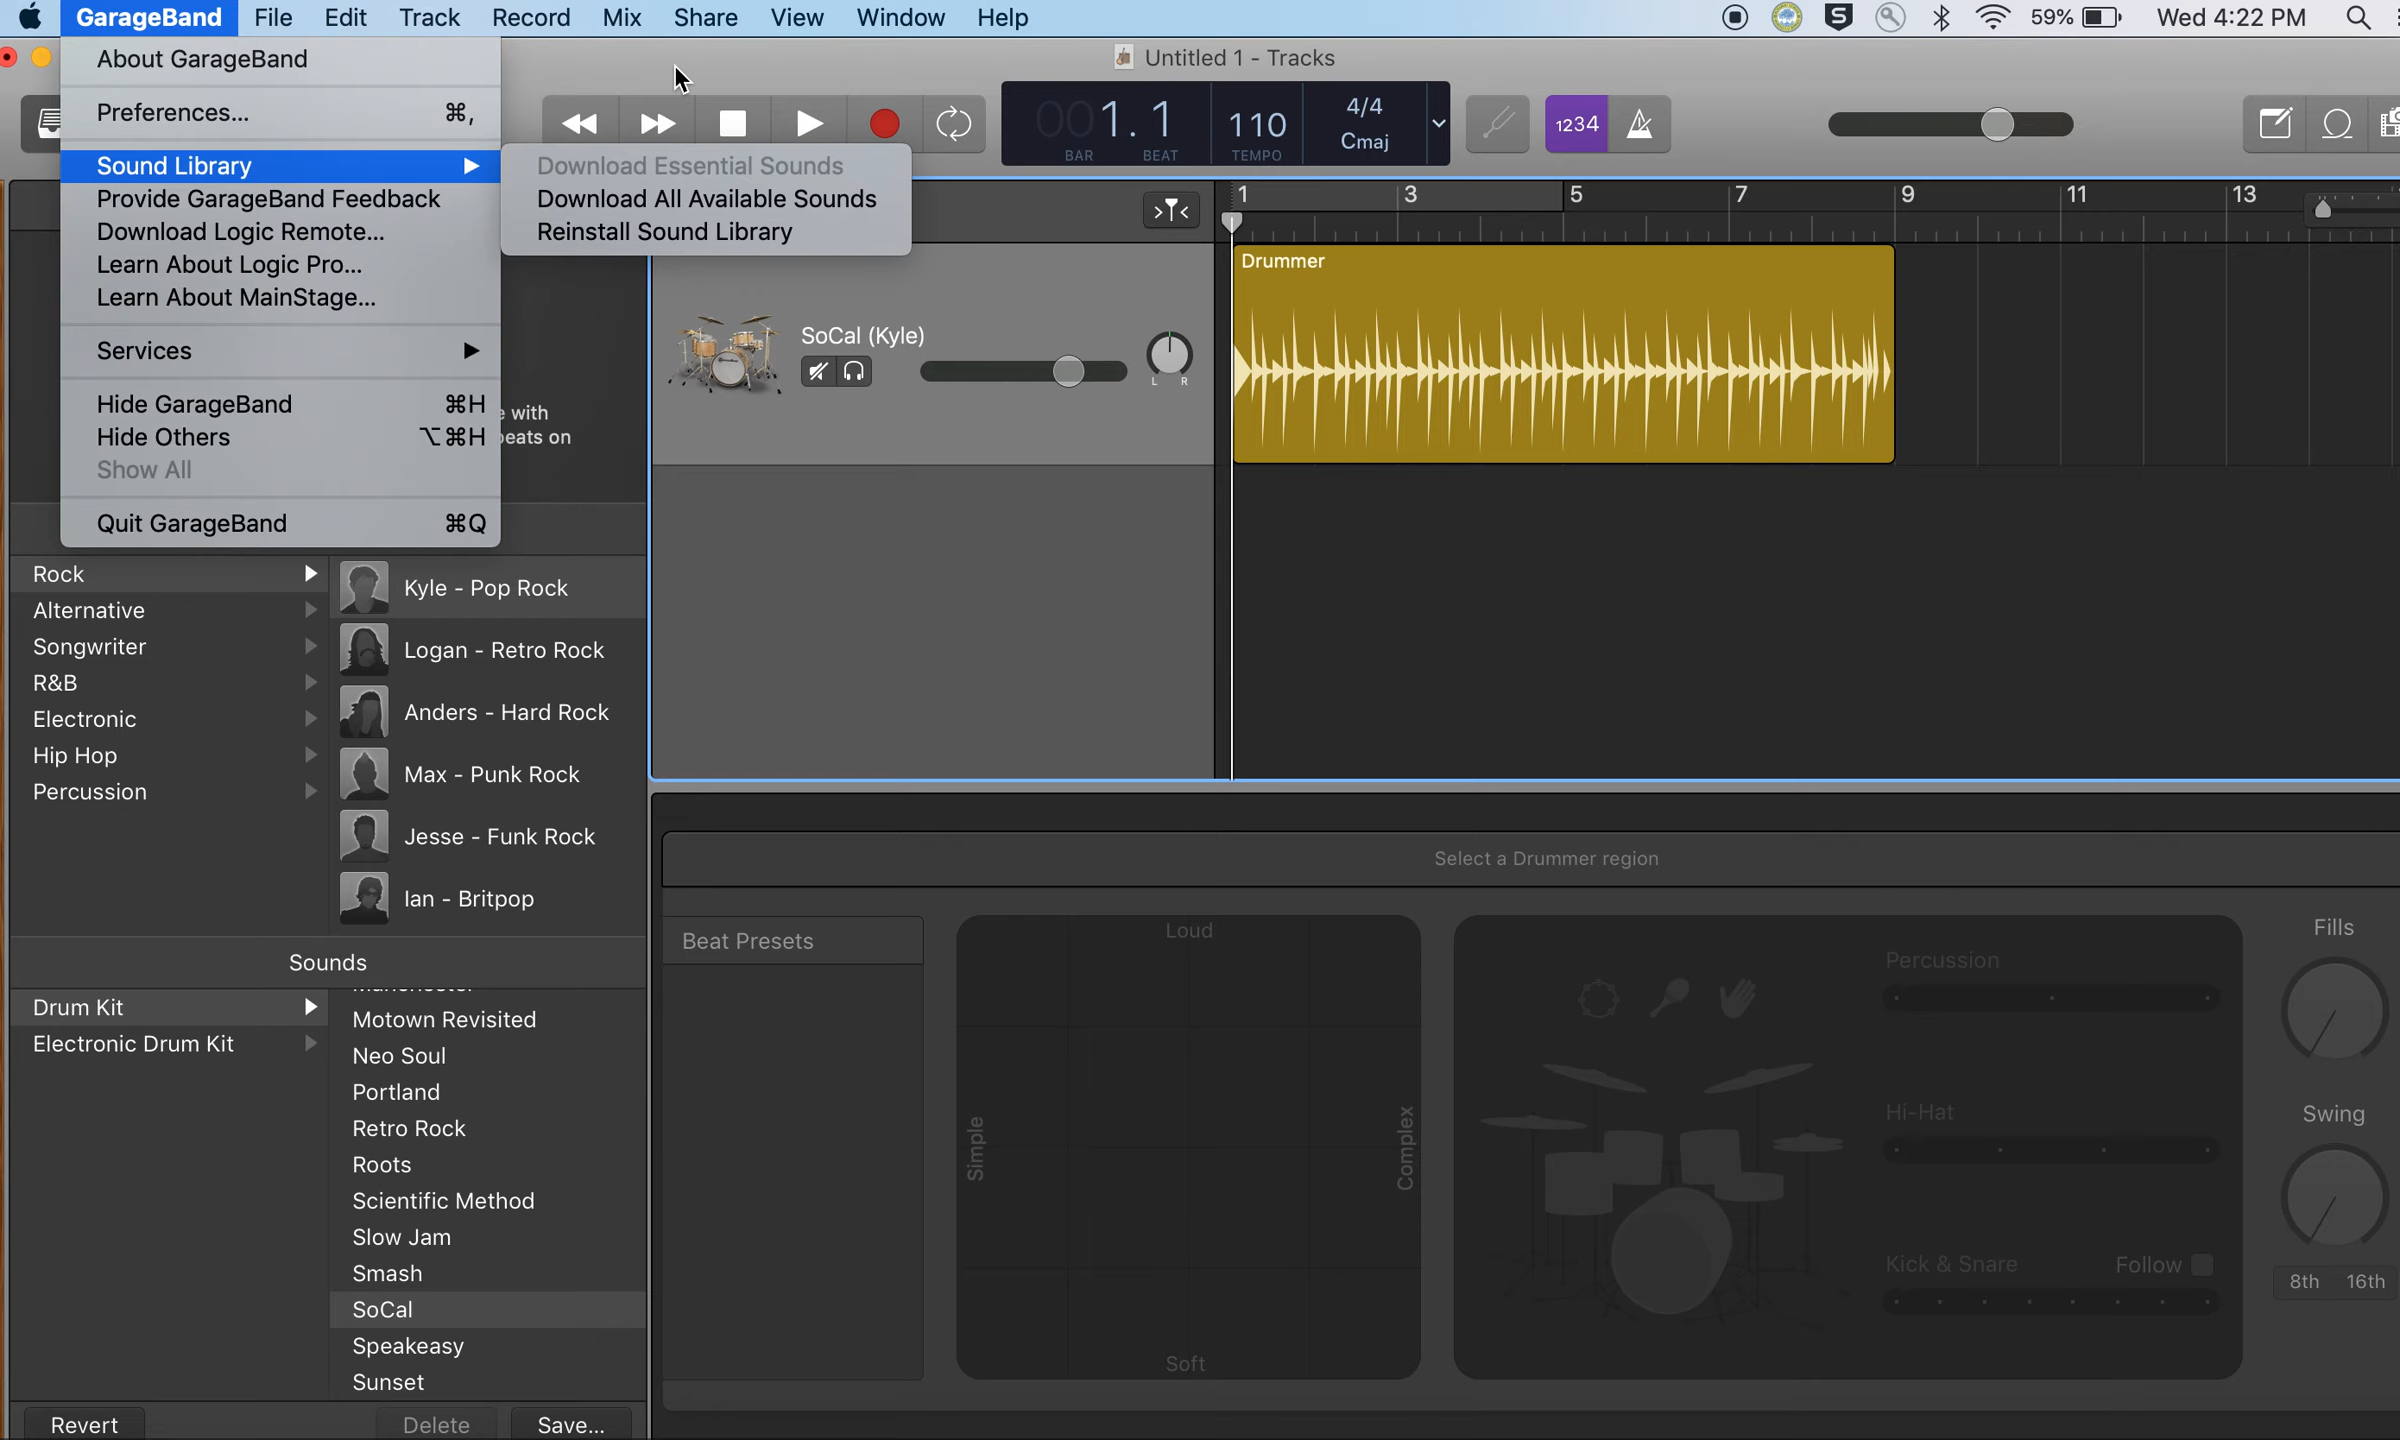 GarageBand File Edit Track Record Mix Share View Window Help
S 59% Wed 4:22 PM
About GarageBand
Preferences... ⌘,
Sound Library
Provide GarageBand Feedback
Download Logic Remote...
Learn About Logic Pro...
Learn About MainStage...
Services
Hide GarageBand ⌘H
Hide Others ⌥⌘H
Show All
Quit GarageBand ⌘Q
Download Essential Sounds
Download All Available Sounds
Reinstall Sound Library
Untitled 1 - Tracks
001. 1
BAR BEAT
110
TEMPO
4/4
Cmaj
1234
1 3 5 7 9 11 13
Drummer
SoCal (Kyle)
L R
e with
beats on
Rock
Alternative
Songwriter
R&B
Electronic
Hip Hop
Percussion
Kyle - Pop Rock
Logan - Retro Rock
Anders - Hard Rock
Max - Punk Rock
Jesse - Funk Rock
Ian - Britpop
Sounds
Drum Kit
Electronic Drum Kit
Motown Revisited
Neo Soul
Portland
Retro Rock
Roots
Scientific Method
Slow Jam
Smash
SoCal
Speakeasy
Sunset
Revert Delete Save...
Select a Drummer region
Beat Presets
Loud
Simple
Complex
Soft
Percussion
Hi-Hat
Kick & Snare Follow
Fills
Swing
8th 16th